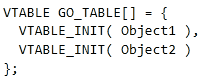 VTABLE GO_TABLE[] = {
  VTABLE_INIT( Object1 ),
  VTABLE_INIT( Object2 )
};